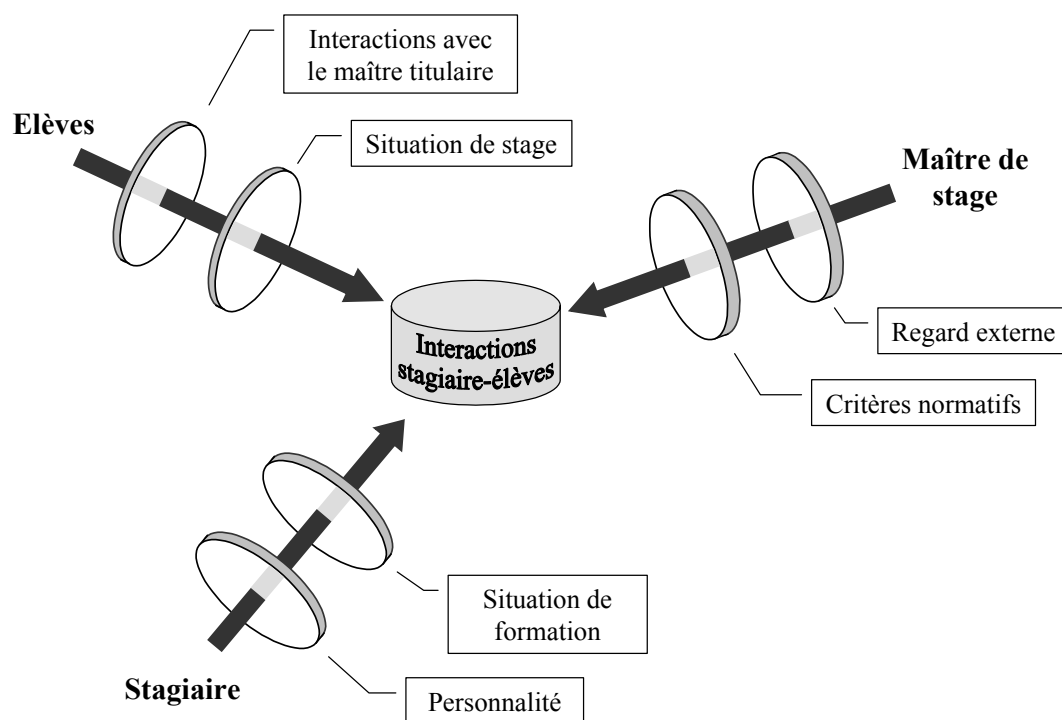 Interactions avec
le maître titulaire
Elèves
Situation de stage
Maître de
stage
Interactions
stagiaire-élèves
Regard externe
Critères normatifs
Situation de
formation
Stagiaire
Personnalité